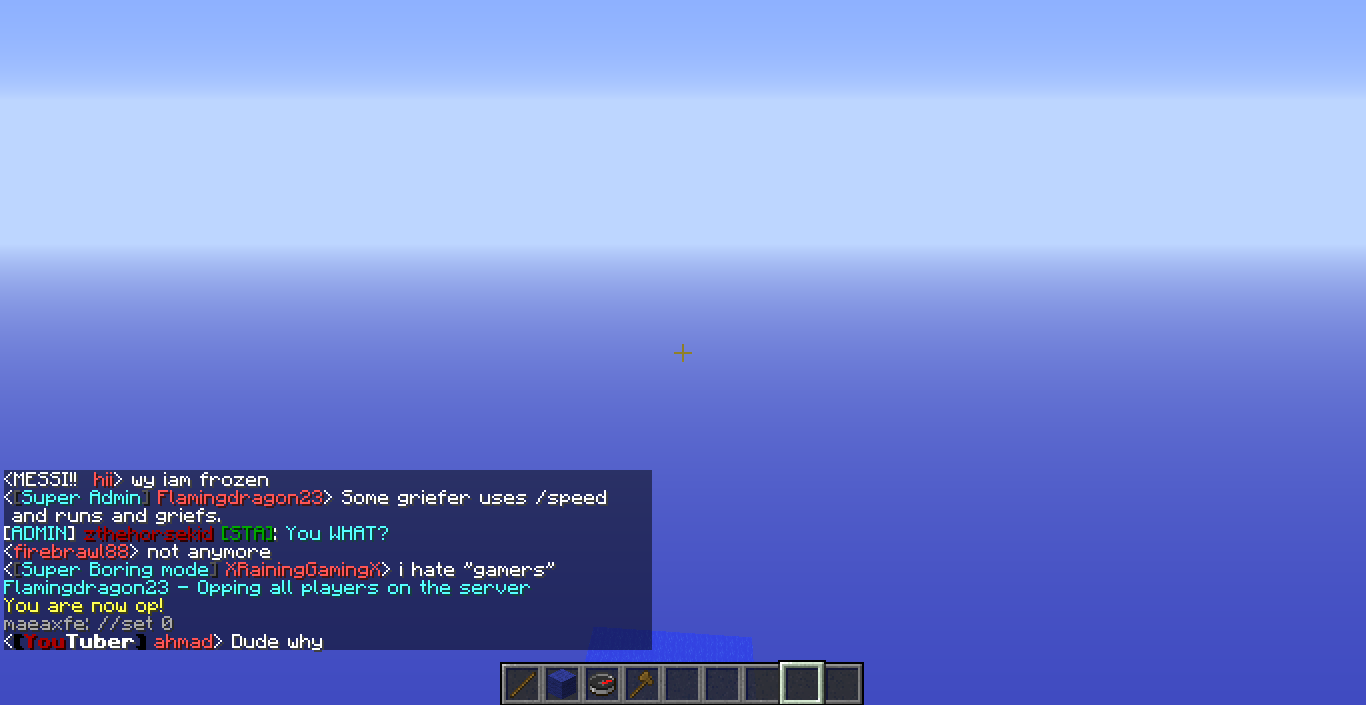 <MESSI!! hii> wy iam frozen
<[Super Admin] Flamingdragon23> Some griefer uses /speed
and runs and griefs.
[ADMIN] zthehorsekid [STA]: You WHAT?
<firebrawl88> not anymore
<[Super Boring mode] XRainingGamingX> i hate "gamers"
Flamingdragon23 - Opping all players on the server
You are now op!
maeaxfe: //set 0
<[YouTuber] ahmad> Dude why